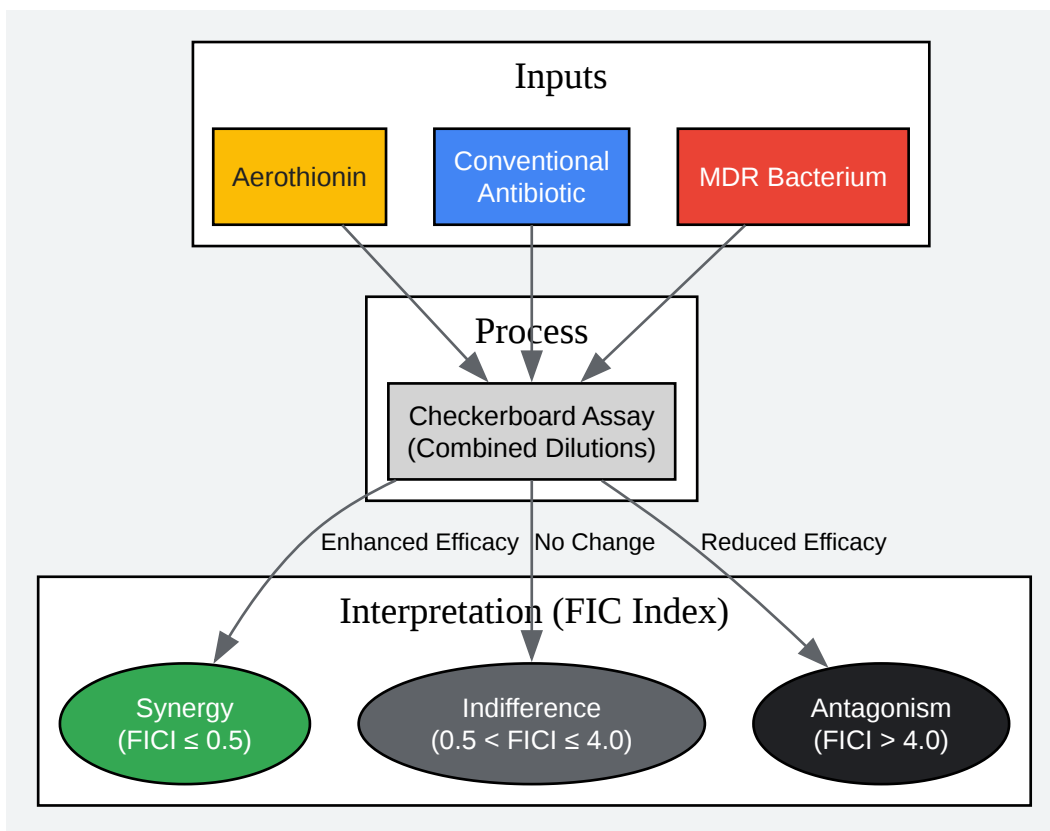 Inputs
Aerothionin
Conventional
Antibiotic
MDR Bacterium
Process
Checkerboard Assay
(Combined Dilutions)
Enhanced Efficacy
No Change
Reduced Efficacy
Interpretation (FIC Index)
Synergy
(FICI ≤ 0.5)
Indifference
(0.5 < FICI ≤ 4.0)
Antagonism
(FICI > 4.0)